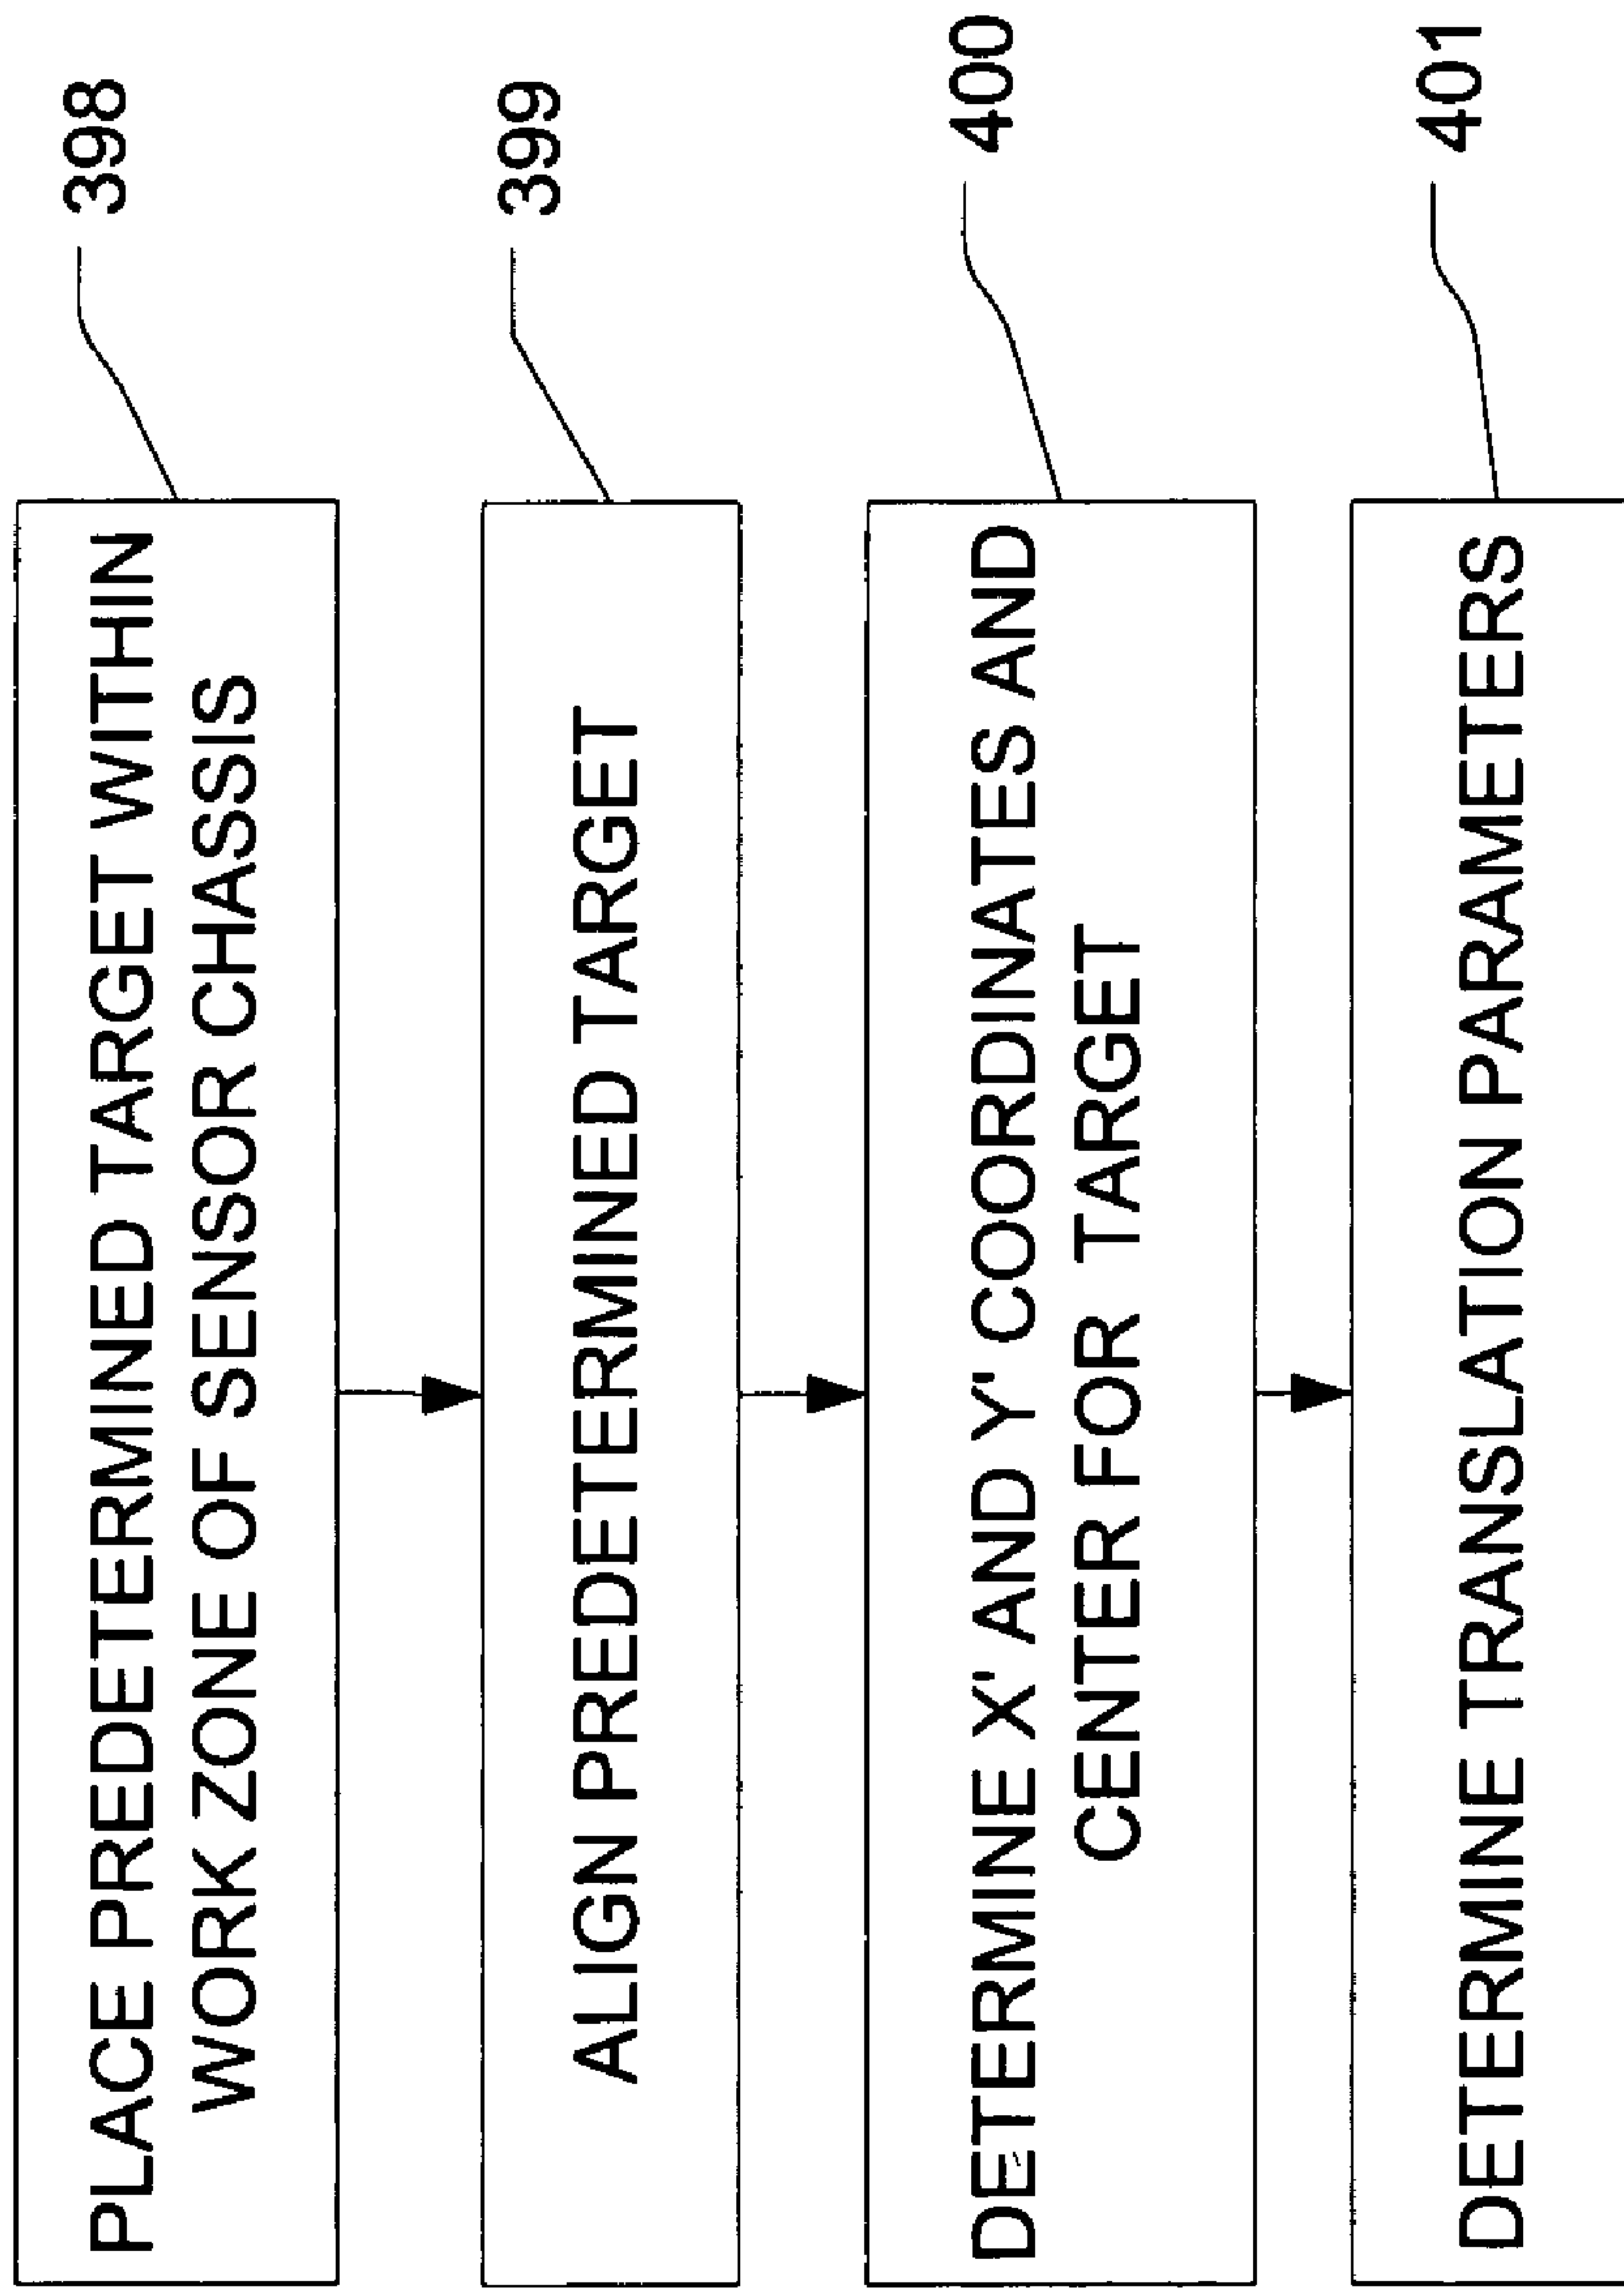 PLACE PREDETERMINED TARGET WITHIN
WORK ZONE OF SENSOR CHASSIS
398
ALIGN PREDETERMINED TARGET
399
DETERMINE X' AND Y' COORDINATES AND
CENTER FOR TARGET
400
DETERMINE TRANSLATION PARAMETERS
401